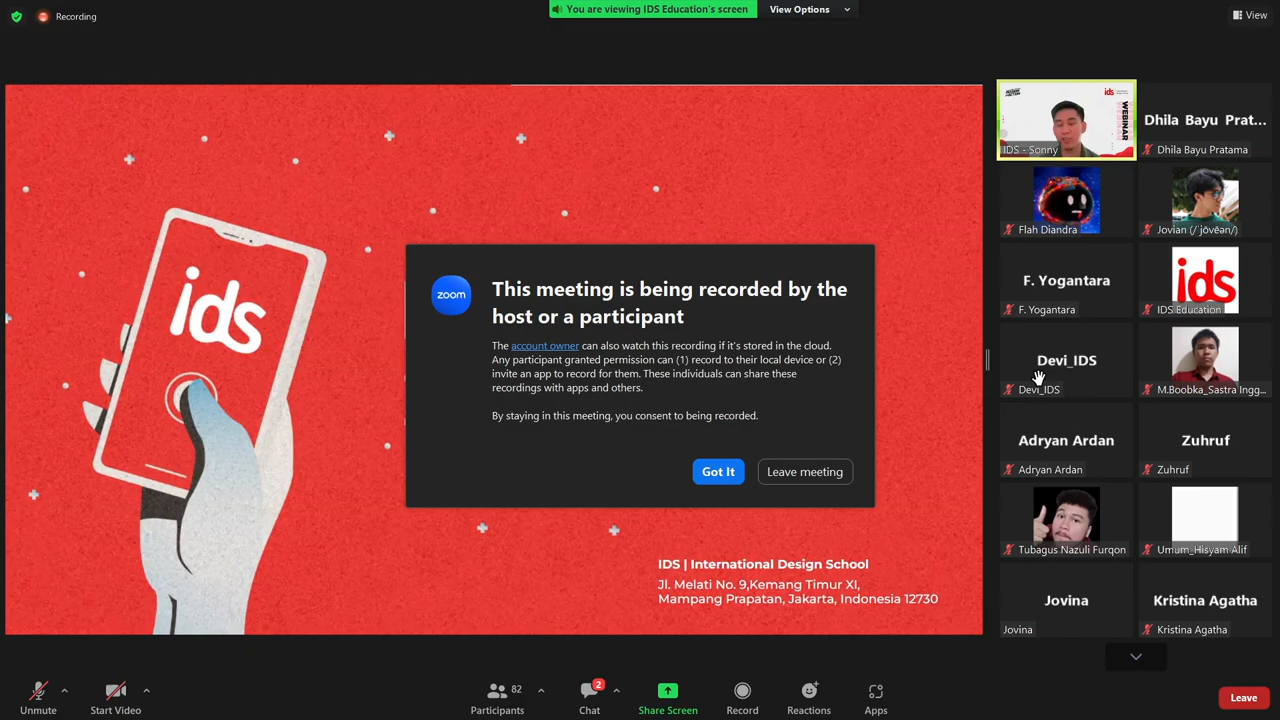 Recording
You are viewing IDS Education's screen
View Options
View
ids
ids
WEBINAR
IDS - Sonny
Dhila Bayu Prat...
Dhila Bayu Pratama
Flah Diandra
Jovian (/ˈjōvēən/)
F. Yogantara
F. Yogantara
ids
IDS Education
Devi_IDS
Devi_IDS
M.Boobka_Sastra Ingg...
Adryan Ardan
Adryan Ardan
Zuhruf
Zuhruf
Tubagus Nazuli Furqon
Umum_Hisyam Alif
Jovina
Jovina
Kristina Agatha
Kristina Agatha
zoom
This meeting is being recorded by the
host or a participant
The account owner can also watch this recording if it's stored in the cloud.
Any participant granted permission can (1) record to their local device or (2)
invite an app to record for them. These individuals can share these
recordings with apps and others.
By staying in this meeting, you consent to being recorded.
Got It
Leave meeting
IDS | International Design School
Jl. Melati No. 9,Kemang Timur XI,
Mampang Prapatan, Jakarta, Indonesia 12730
Unmute
Start Video
82
Participants
2
Chat
Share Screen
Record
Reactions
Apps
Leave